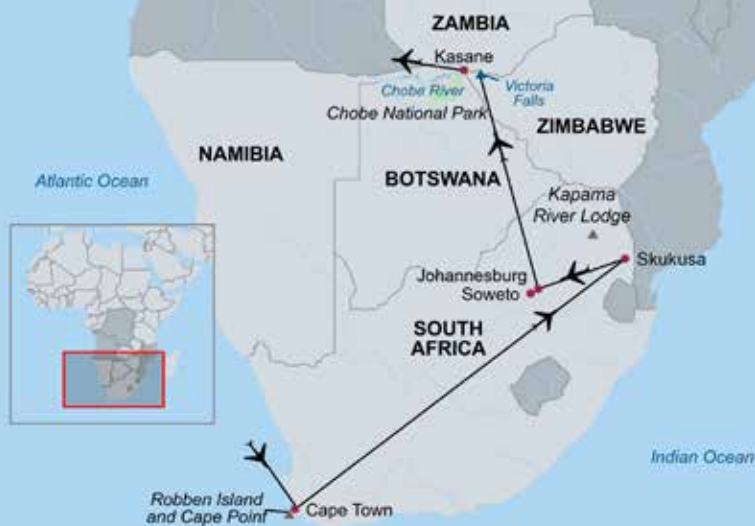 ZAMBIA
Kasane
Chobe River
Victoria
Falls
Chobe National Park
ZIMBABWE
NAMIBIA
BOTSWANA
Atlantic Ocean
Kapama
River Lodge
Skukusa
Johannesburg
Soweto
SOUTH
AFRICA
Indian Ocean
Robben Island
and Cape Point
Cape Town